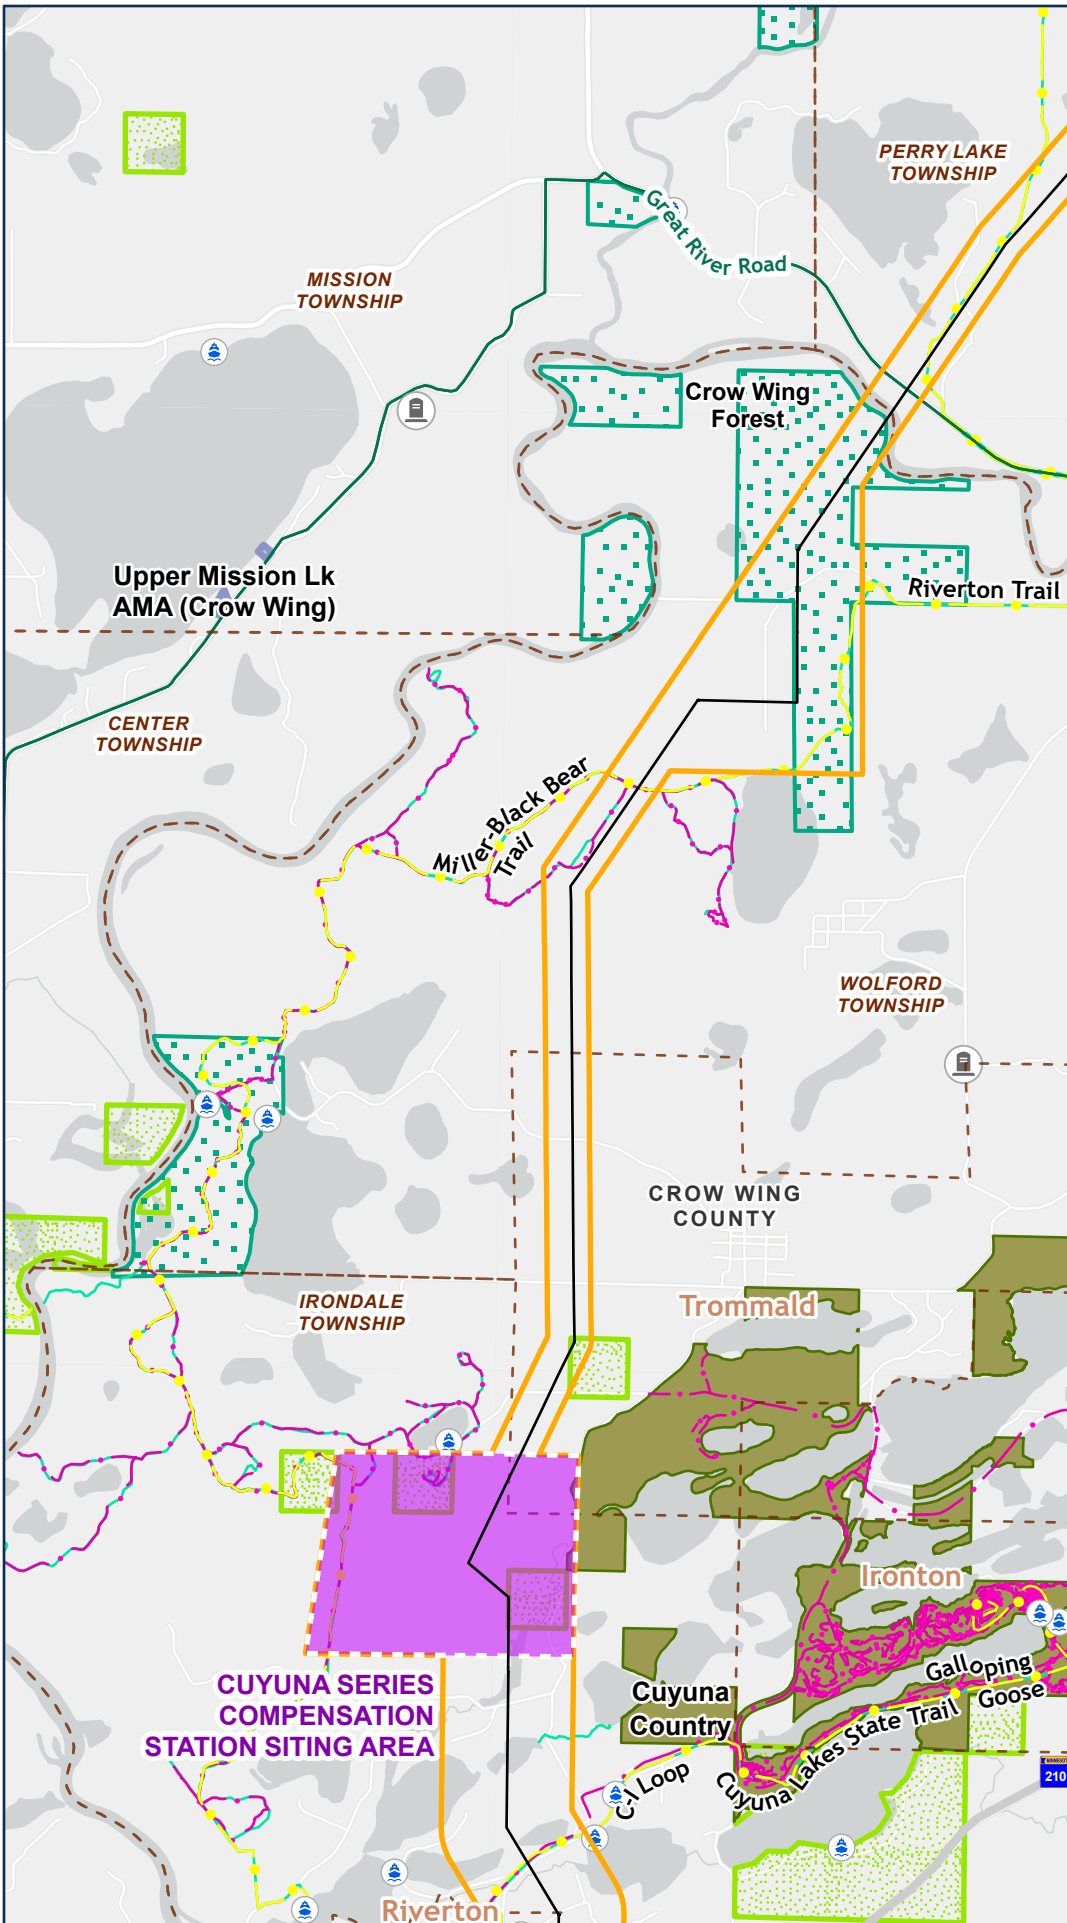 PERRY LAKE
TOWNSHIP
Great River Road
MISSION
TOWNSHIP
Crow Wing
Forest
Upper Mission Lk
AMA (Crow Wing)
Riverton Trail
CENTER
TOWNSHIP
Miller-Black Bear
Trail
WOLFORD
TOWNSHIP
CROW WING
COUNTY
IRONDALE
TOWNSHIP
Trommald
Ironton
CUYUNA SERIES
COMPENSATION
STATION SITING AREA
Cuyuna
Country
Galloping
Goose
Cuyuna Lakes State Trail
C-I Loop
MINNESOTA
210
Riverton